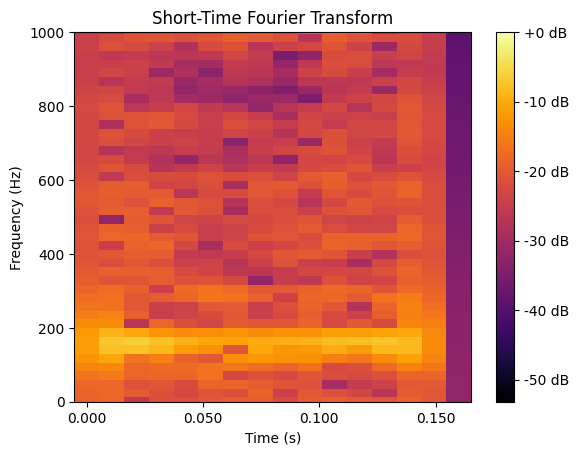 Short-Time Fourier Transform
Frequency (Hz)
1000
800
600
400
200
0
0.000
0.050
0.100
0.150
Time (s)
+0 dB
-10 dB
-20 dB
-30 dB
-40 dB
-50 dB